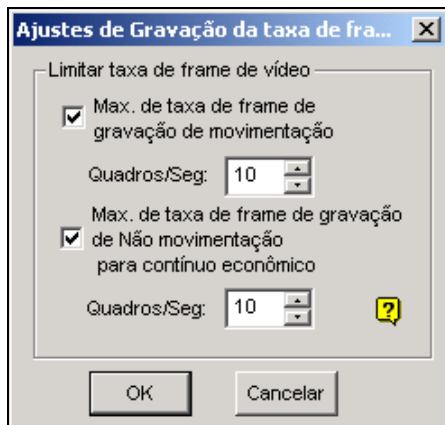 Ajustes de Gravação da taxa de fra...
Limitar taxa de frame de vídeo
Max. de taxa de frame de
gravação de movimentação
Quadros/Seg: 10
Max. de taxa de frame de gravação
de Não movimentação
para contínuo econômico
Quadros/Seg: 10
?
OK Cancelar